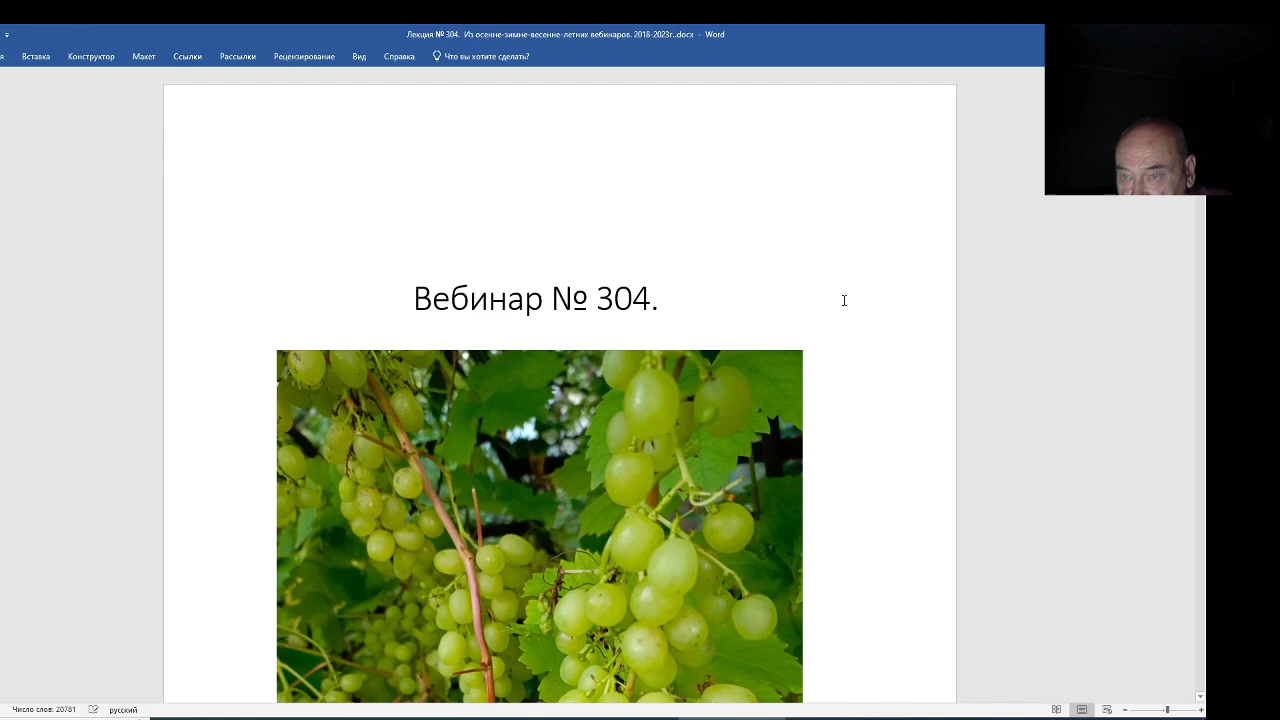 Лекция № 304. Из осенне-зимне-весенне-летних вебинаров. 2018-2023г..docx - Word
я Вставка Конструктор Макет Ссылки Рассылки Рецензирование Вид Справка Что вы хотите сделать?
Вебинар № 304.
Число слов: 20781 русский